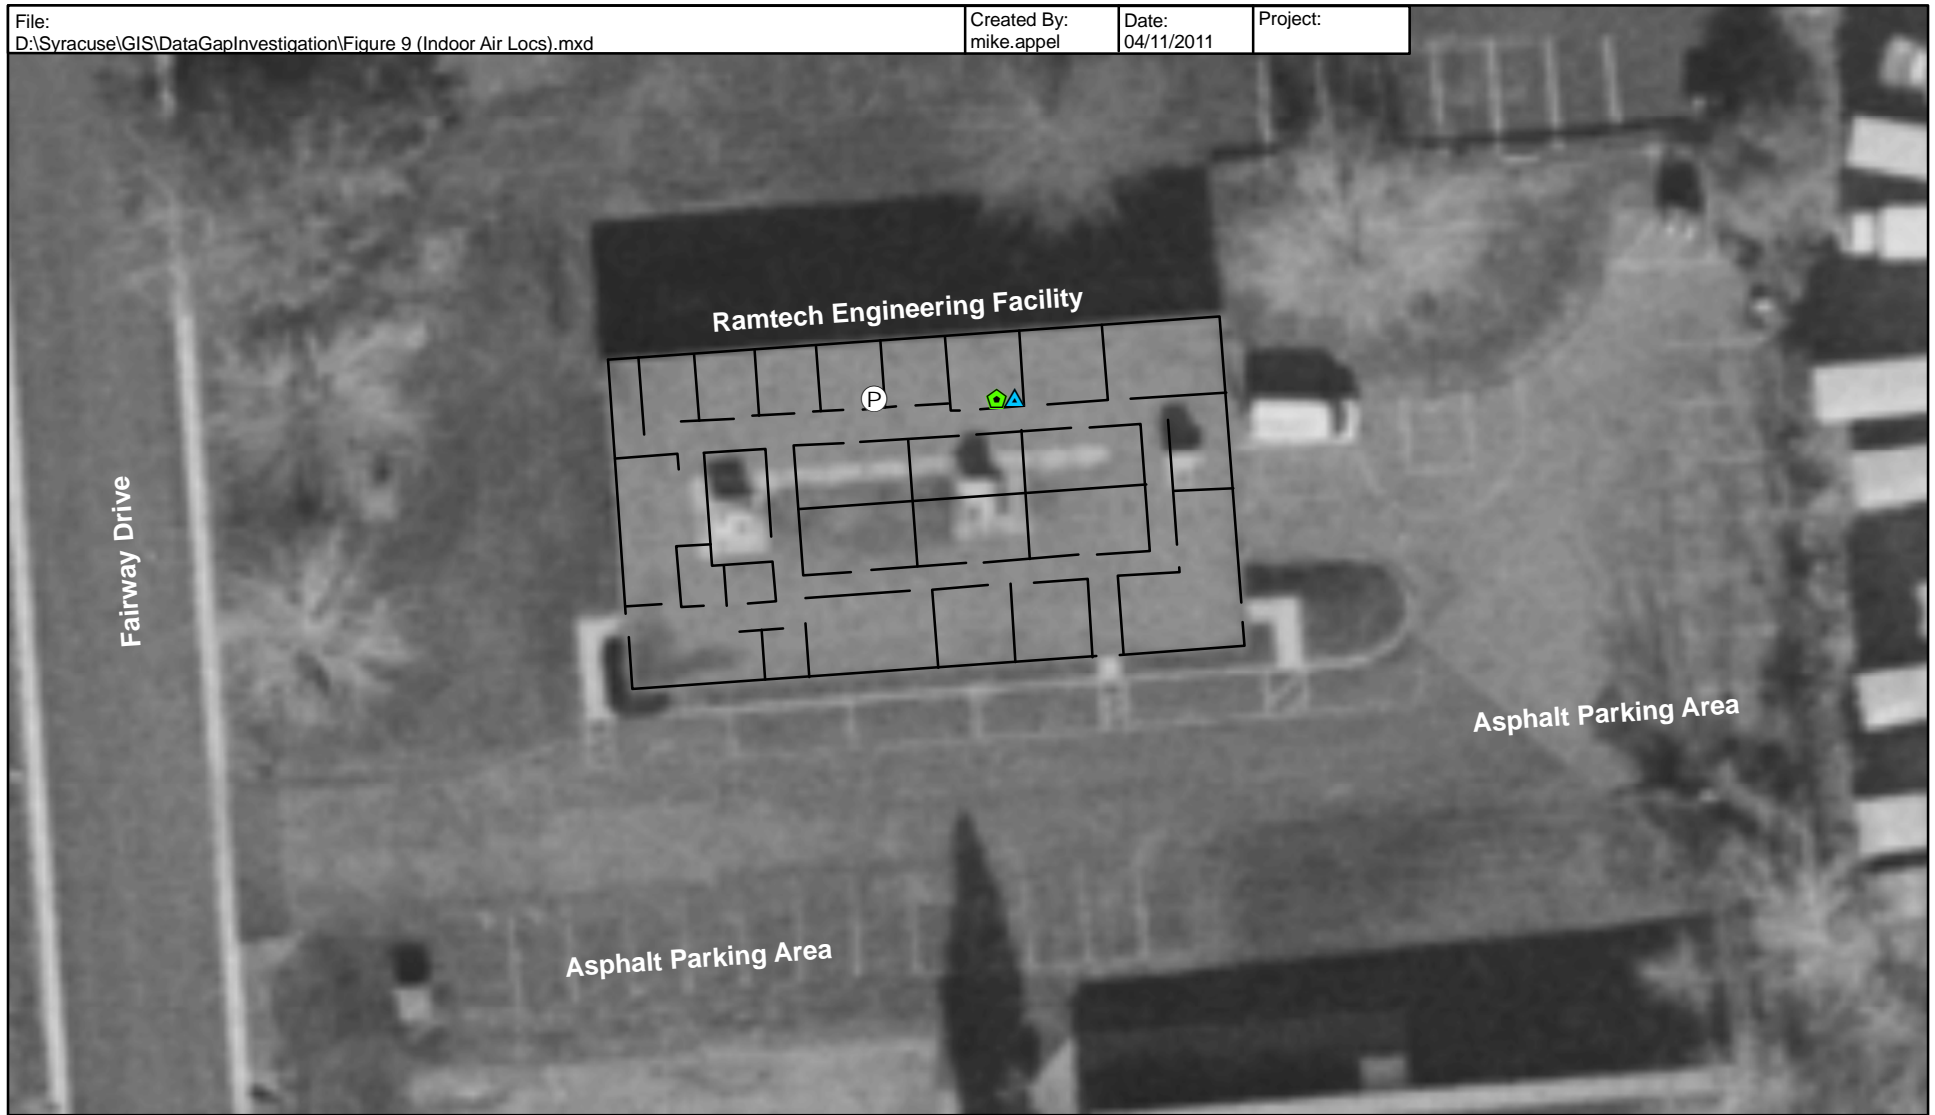 File:
D:\Syracuse\GIS\DataGapInvestigation\Figure 9 (Indoor Air Locs).mxd
Created By:
mike.appel
Date:
04/11/2011
Project:
Ramtech Engineering Facility
P
Fairway Drive
Asphalt Parking Area
Asphalt Parking Area